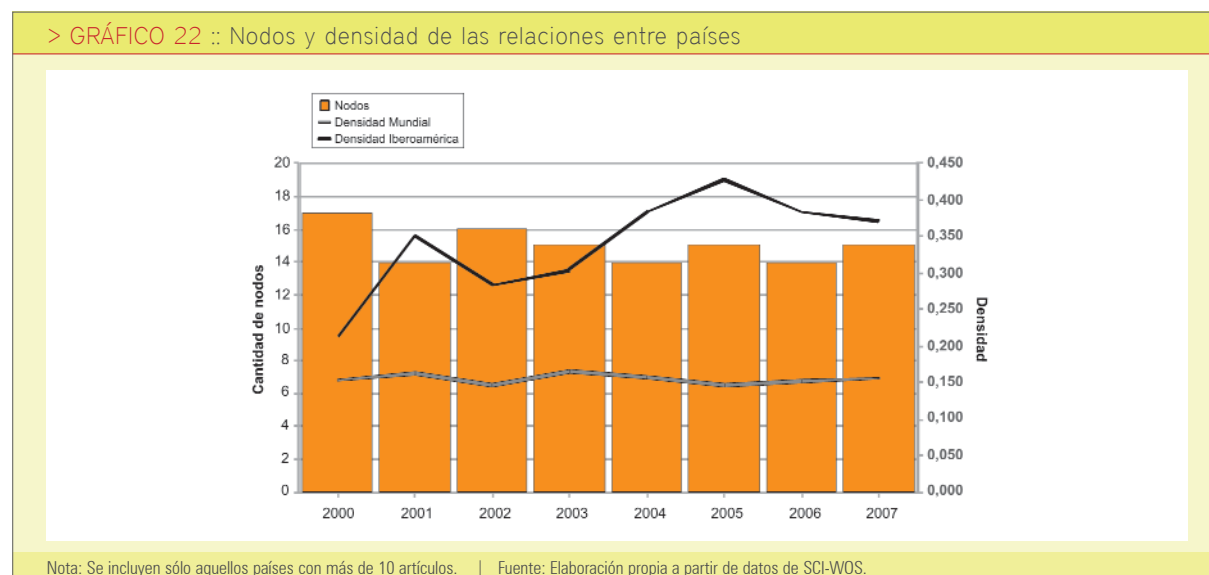 > GRÁFICO 22 :: Nodos y densidad de las relaciones entre países
Nodos
Densidad Mundial
Densidad Iberoamérica
20
18
16
14
12
10
8
6
4
2
0
Cantidad de nodos
0,450
0,400
0,350
0,300
0,250
0,200
0,150
0,100
0,050
0,000
Densidad
2000 2001 2002 2003 2004 2005 2006 2007
Nota: Se incluyen sólo aquellos países con más de 10 artículos. | Fuente: Elaboración propia a partir de datos de SCI-WOS.